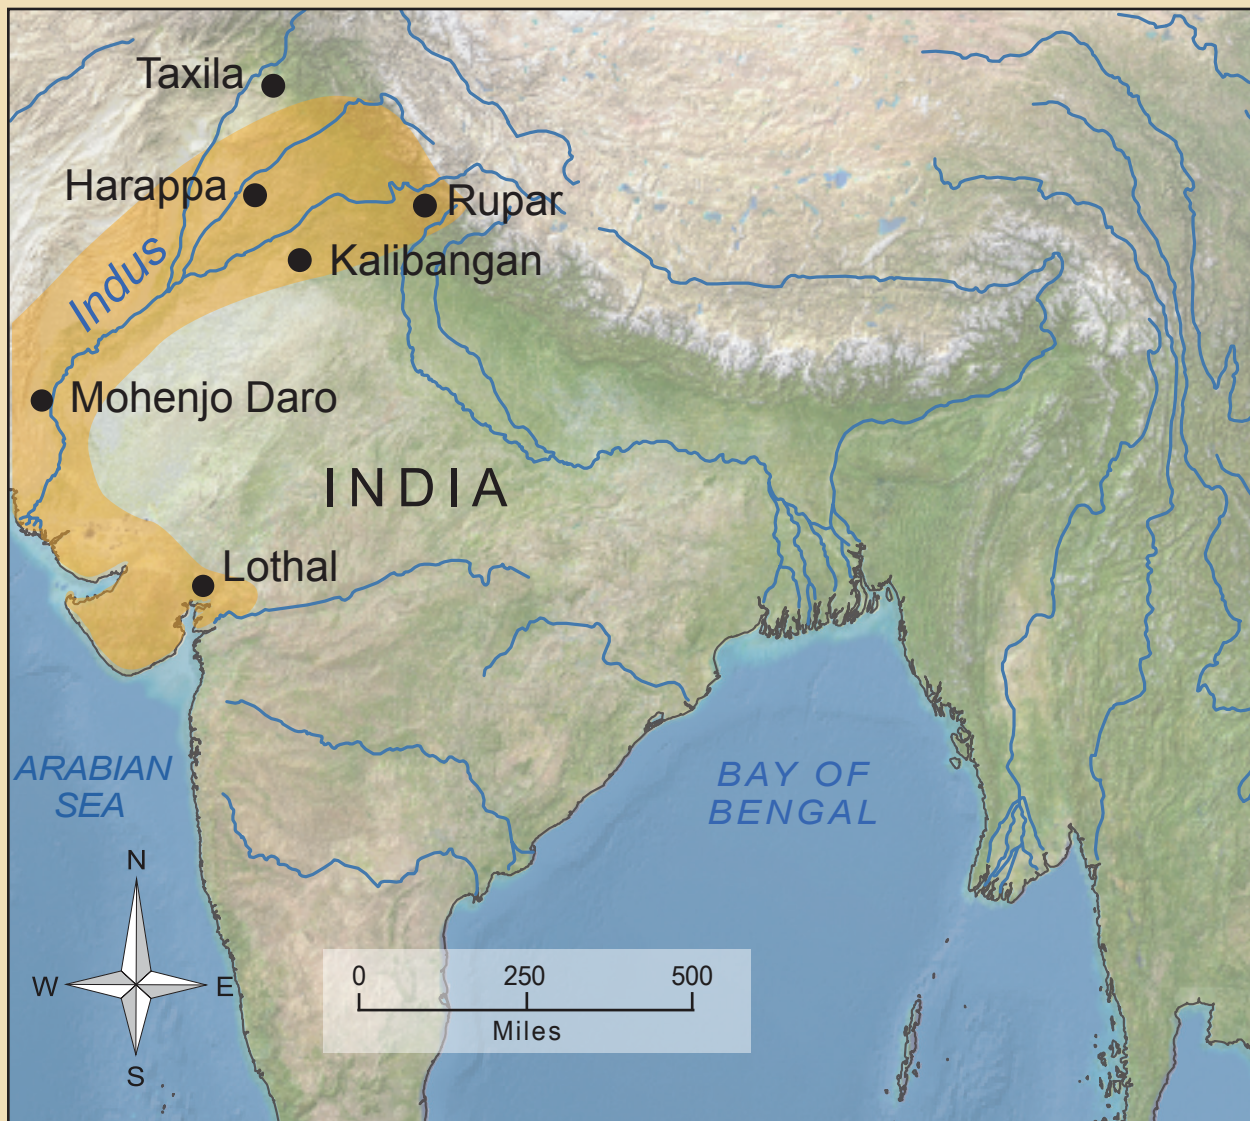 Taxila
Harappa
Rupar
Indus
Kalibangan
Mohenjo Daro
INDIA
Lothal
ARABIAN
SEA
BAY OF
BENGAL
N
W
E
S
0 250 500
Miles